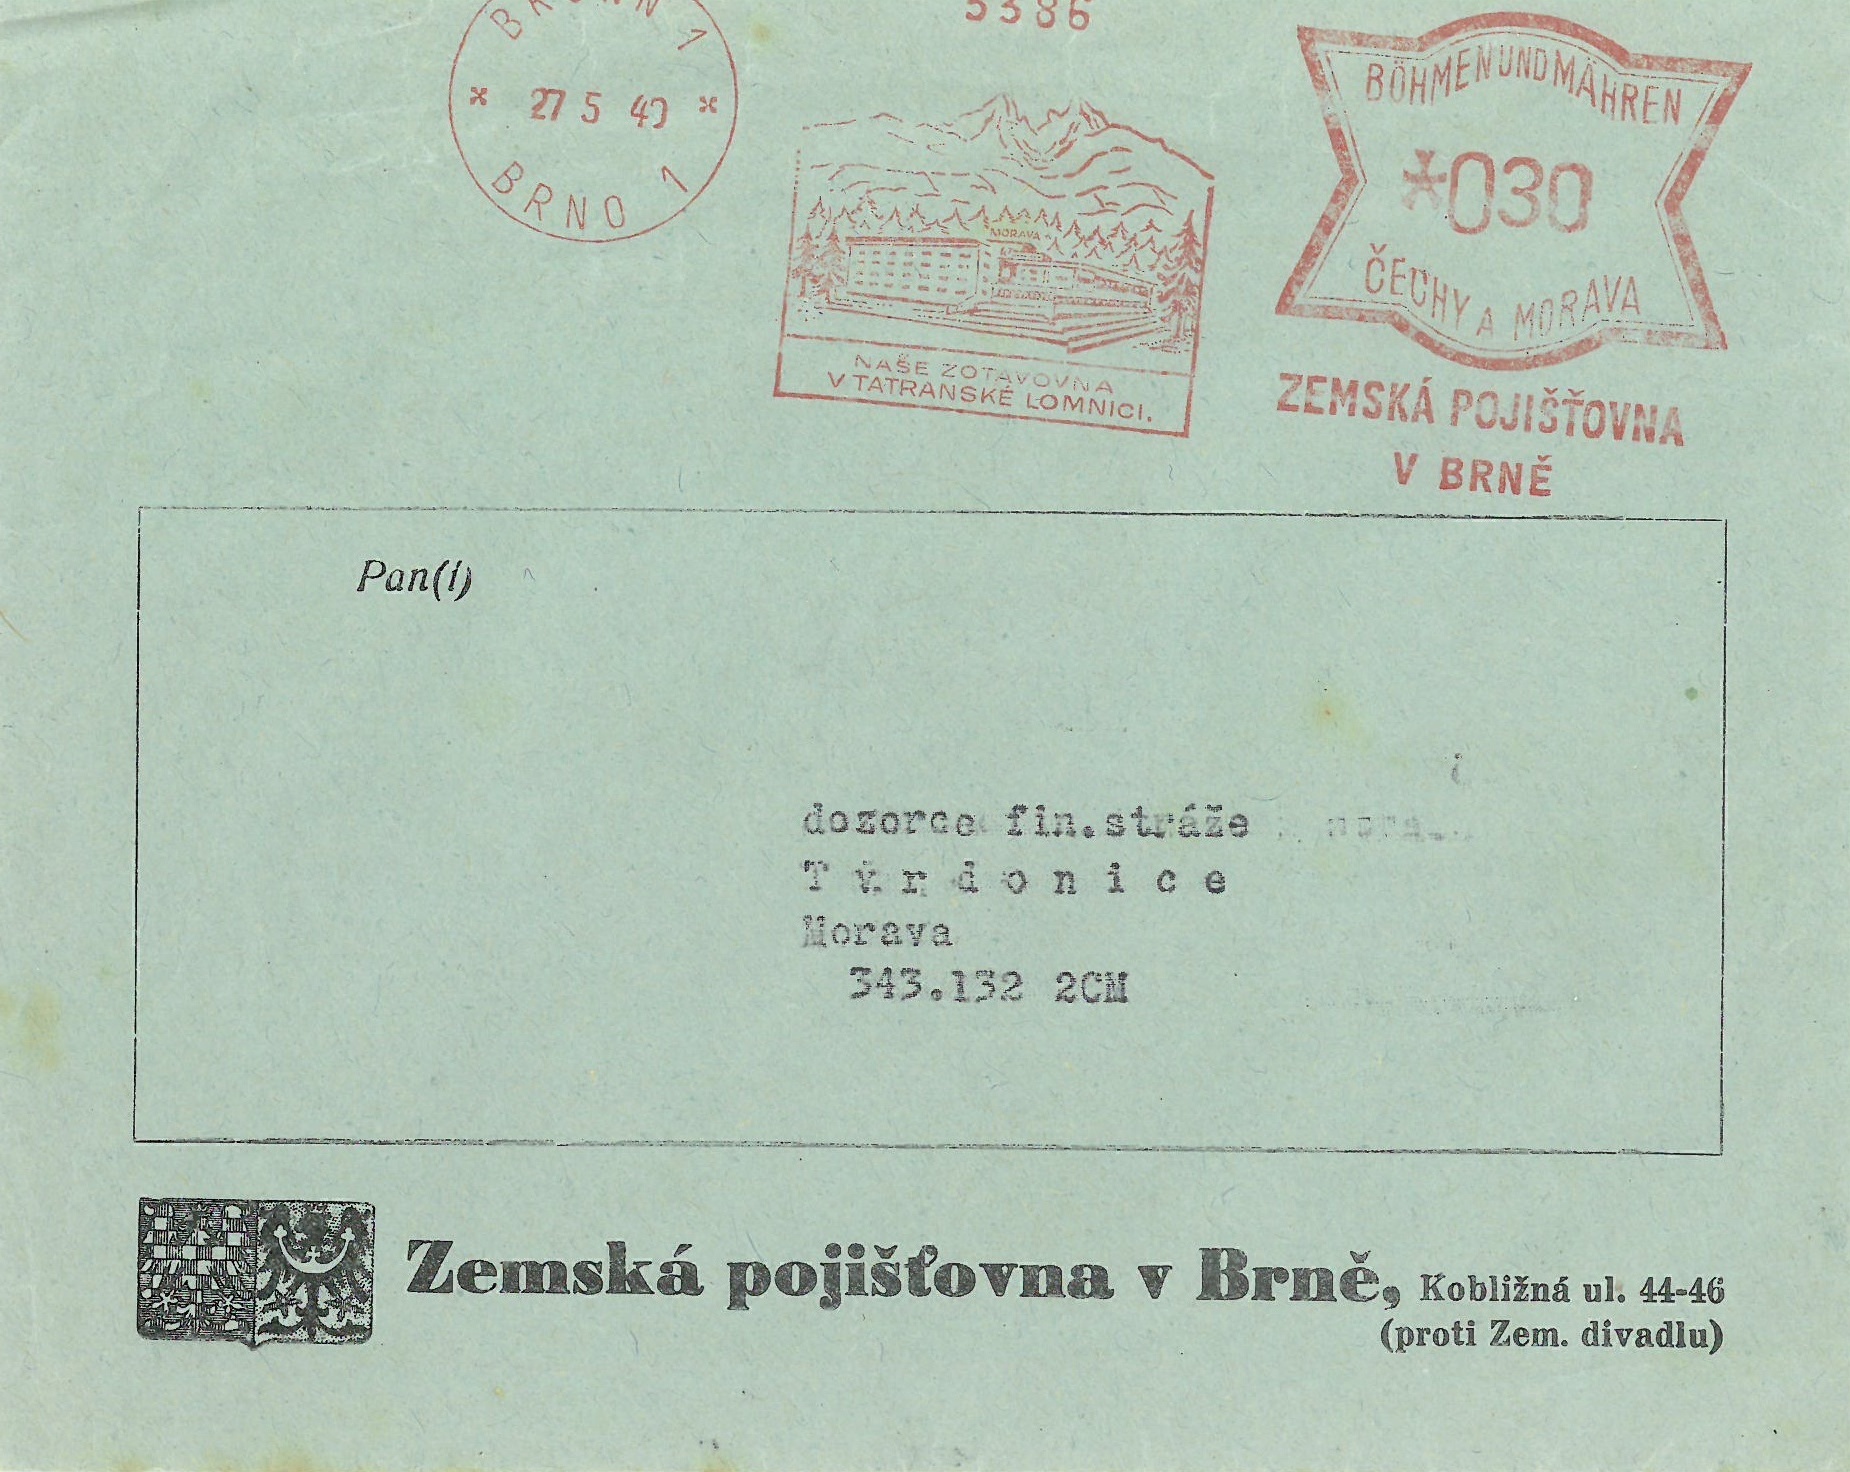 BRÜNN 1
* 27 5 40 *
BRNO 1
5386
MORAVA
NAŠE ZOTAVOVNA
V TATRANSKÉ LOMNICI.
BÖHMEN UND MÄHREN
*030
ČECHY A MORAVA
ZEMSKÁ POJIŠŤOVNA
V BRNĚ
Pan(í)
dozorce fin.stráže
T v r d o n i c e
Morava
343.132 2CM
Zemská pojišťovna v Brně, Kobližná ul. 44-46
(proti Zem. divadlu)